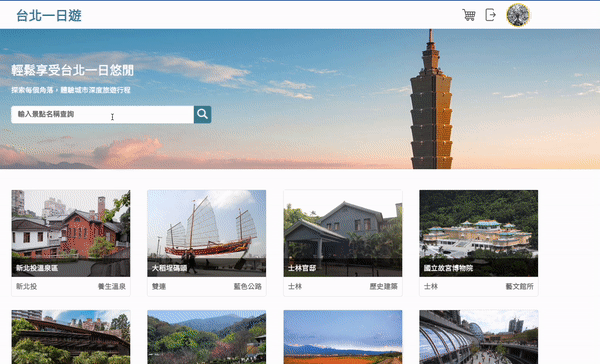 台北一日遊
輕鬆享受台北一日悠閒
探索每個角落，體驗城市深度旅遊行程
輸入景點名稱查詢
新北投溫泉區
新北投 養生溫泉
大稻埕碼頭
雙連 藍色公路
士林官邸
士林 歷史建築
國立故宮博物院
士林 藝文館所